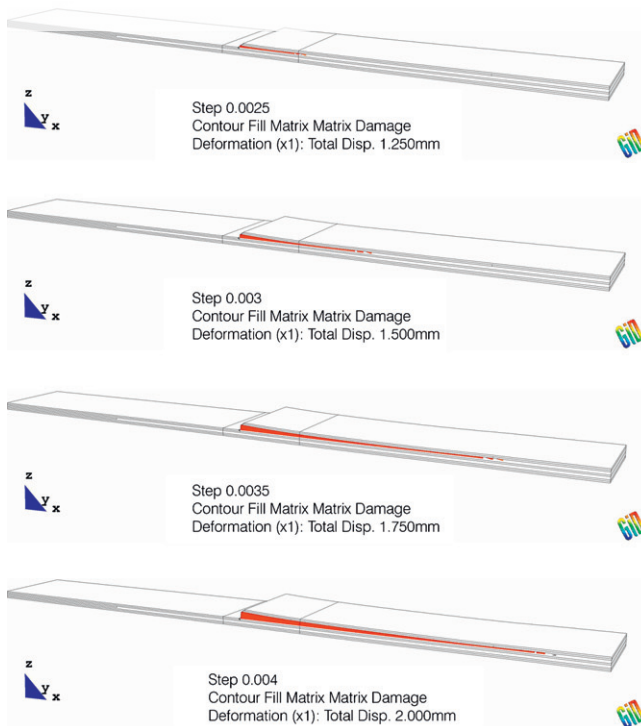 z
y
x
Step 0.0025
Contour Fill Matrix Matrix Damage
Deformation (x1): Total Disp. 1.250mm
GiD
z
y
x
Step 0.003
Contour Fill Matrix Matrix Damage
Deformation (x1): Total Disp. 1.500mm
GiD
z
y
x
Step 0.0035
Contour Fill Matrix Matrix Damage
Deformation (x1): Total Disp. 1.750mm
GiD
z
y
x
Step 0.004
Contour Fill Matrix Matrix Damage
Deformation (x1): Total Disp. 2.000mm
GiD